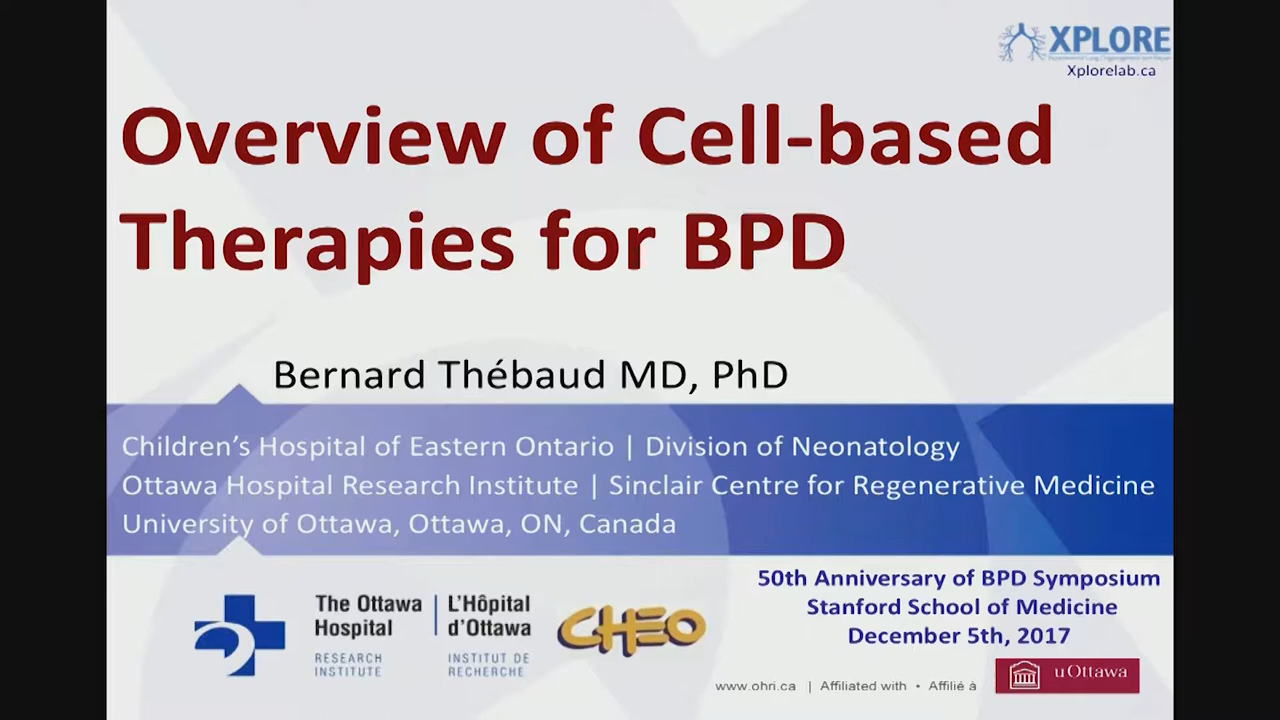 XPLORE
Xplorelab.ca
Overview of Cell-based
Therapies for BPD
Bernard Thébaud MD, PhD
Children's Hospital of Eastern Ontario | Division of Neonatology
Ottawa Hospital Research Institute | Sinclair Centre for Regenerative Medicine
University of Ottawa, Ottawa, ON, Canada
50th Anniversary of BPD Symposium
Stanford School of Medicine
December 5th, 2017
The Ottawa
Hospital
RESEARCH
INSTITUTE
L'Hôpital
d'Ottawa
INSTITUT DE
RECHERCHE
CHEO
www.ohri.ca | Affiliated with • Affilié à
uOttawa